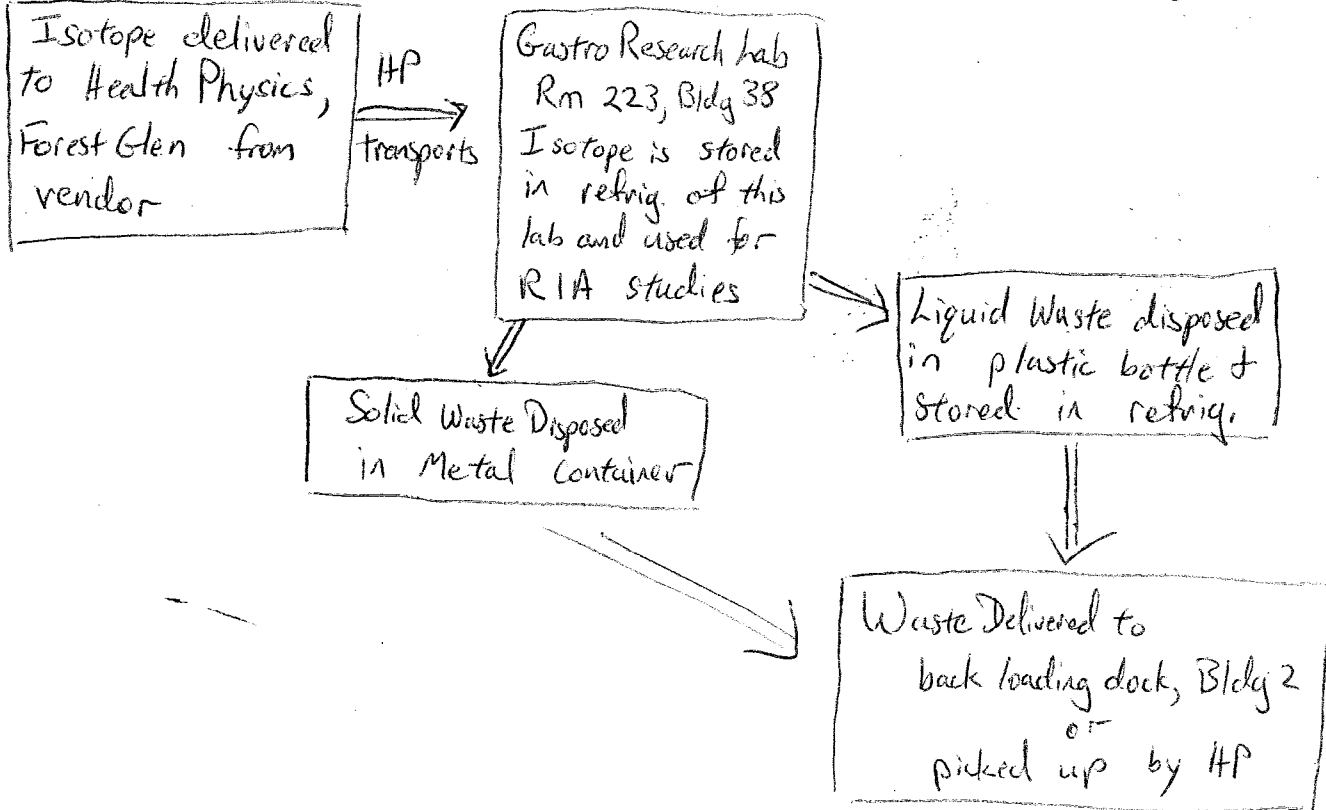 Isotope delivered
to Health Physics,
Forest Glen from
vendor
HP
transports
Gastro Research Lab
Rm 223, Bldg 38
Isotope is stored
in refrig. of this
lab and used for
RIA studies
Liquid Waste disposed
in plastic bottle &
stored in refrig.
Solid Waste Disposed
in Metal Container
Waste Delivered to
back loading dock, Bldg 2
or
picked up by HP